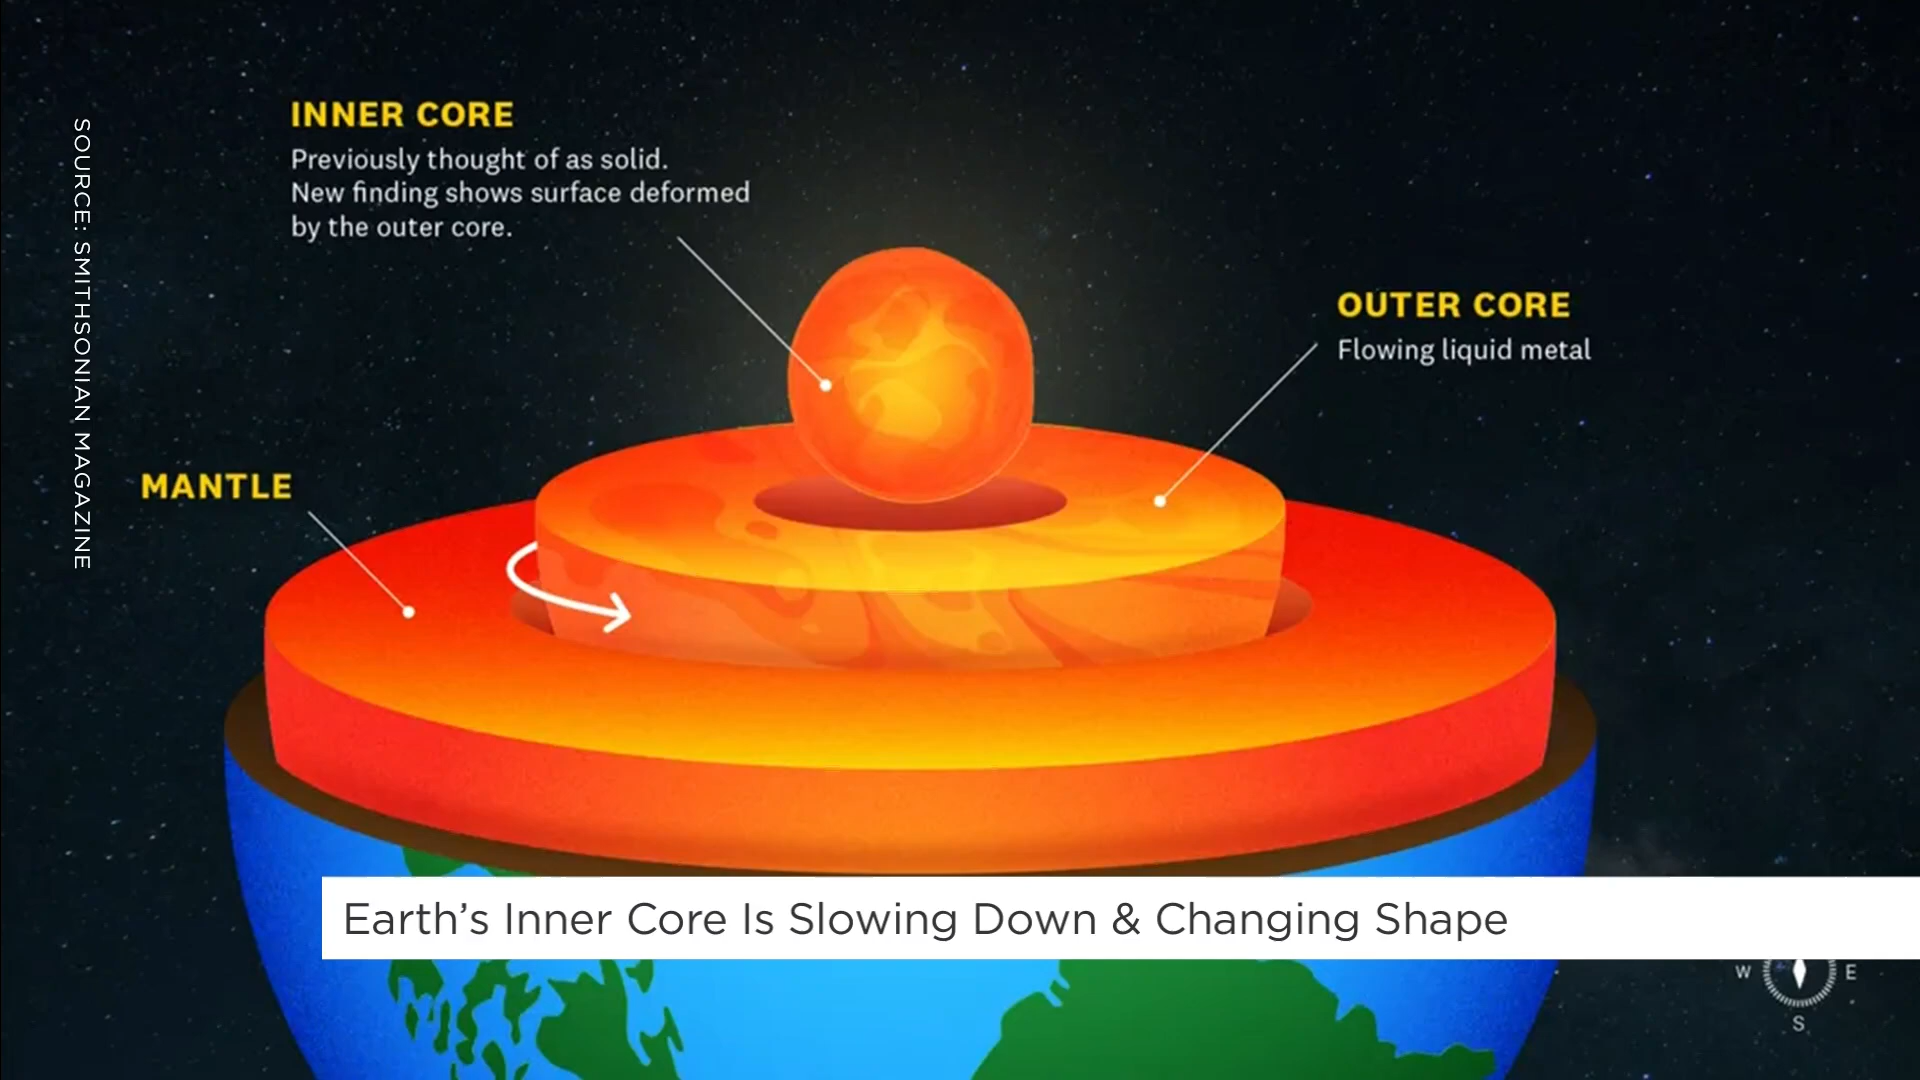 INNER CORE
Previously thought of as solid.
New finding shows surface deformed
by the outer core.
OUTER CORE
Flowing liquid metal
MANTLE
SOURCE: SMITHSONIAN MAGAZINE
Earth’s Inner Core Is Slowing Down & Changing Shape
W E
S